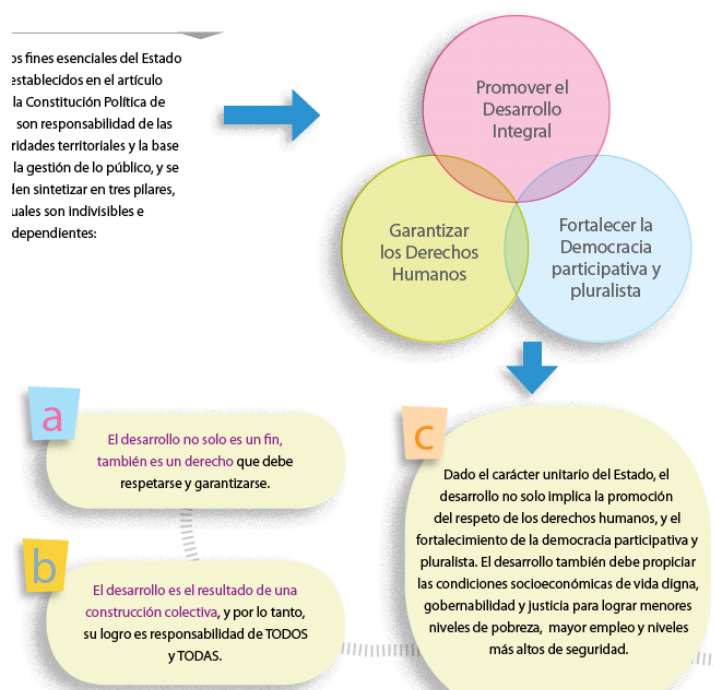 fines esenciales del Estado
establecidos en el artículo
la Constitución Política de
son responsabilidad de las
territoriales y la base
la gestión de lo público, y se
sintetizar en tres pilares,
son indivisibles e
Promover el
Desarrollo
Integral
Garantizar
los Derechos
Humanos
Fortalecer la
Democracia
participativa y
pluralista
a
El desarrollo no solo es un fin,
también es un derecho que debe
respetarse y garantizarse.
b
El desarrollo es el resultado de una
construcción colectiva, y por lo tanto,
su logro es responsabilidad de TODOS
y TODAS.
c
Dado el carácter unitario del Estado, el
desarrollo no solo implica la promoción
del respeto de los derechos humanos, y el
fortalecimiento de la democracia participativa y
pluralista. El desarrollo también debe propiciar
las condiciones socioeconómicas de vida digna,
gobernabilidad y justicia para lograr menores
niveles de pobreza, mayor empleo y niveles
más altos de seguridad.